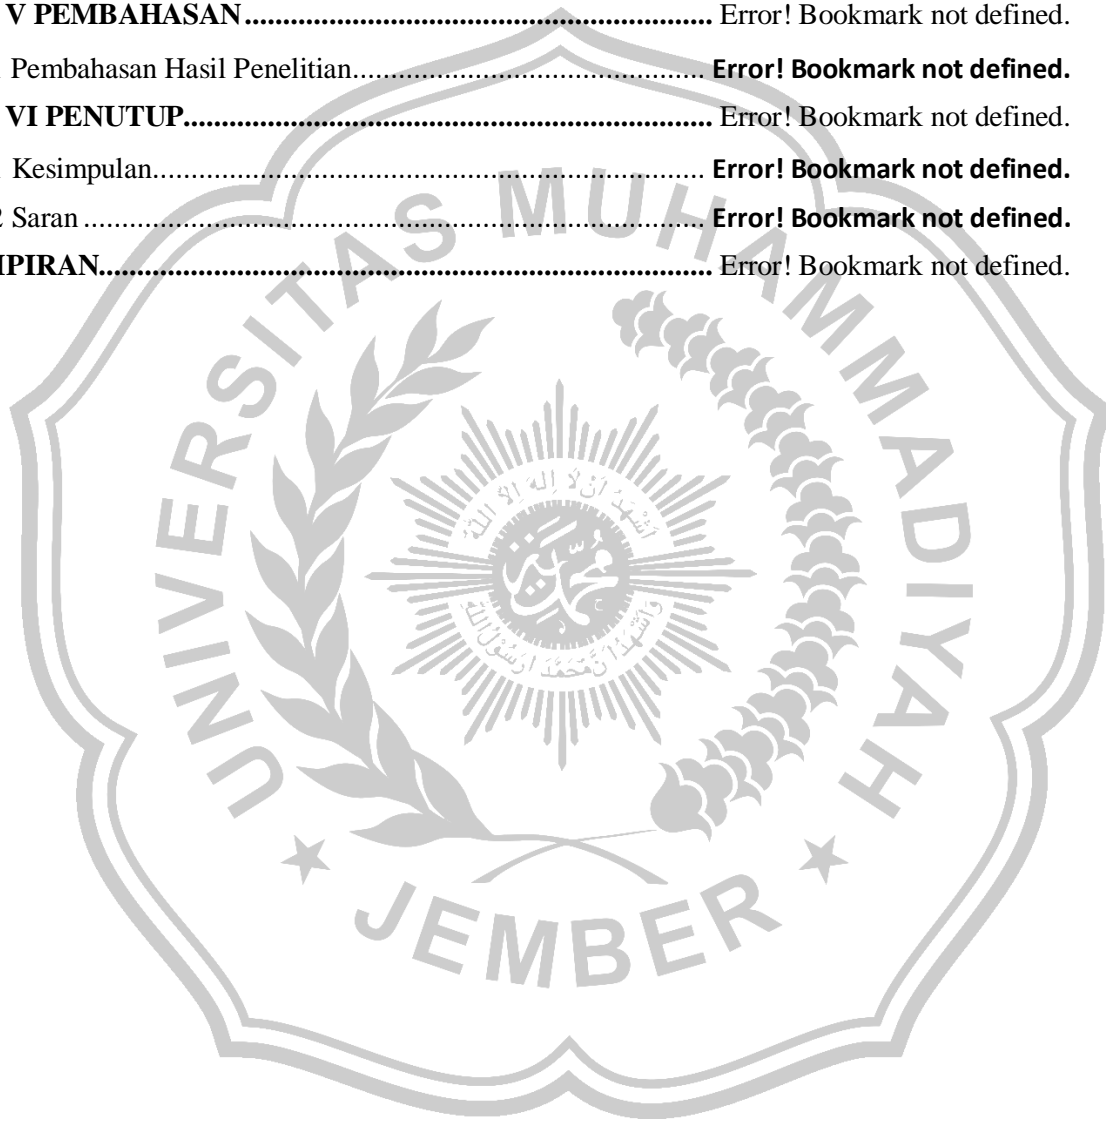 V PEMBAHASAN............................................................................ Error! Bookmark not defined.
Pembahasan Hasil Penelitian............................................. Error! Bookmark not defined.
VI PENUTUP..................................................................................... Error! Bookmark not defined.
Kesimpulan....................................................................... Error! Bookmark not defined.
2 Saran ................................................................................ Error! Bookmark not defined.
MPIRAN................................................................................ Error! Bookmark not defined.
UNIVERSITAS MUHAMMADIYAH
JEMBER